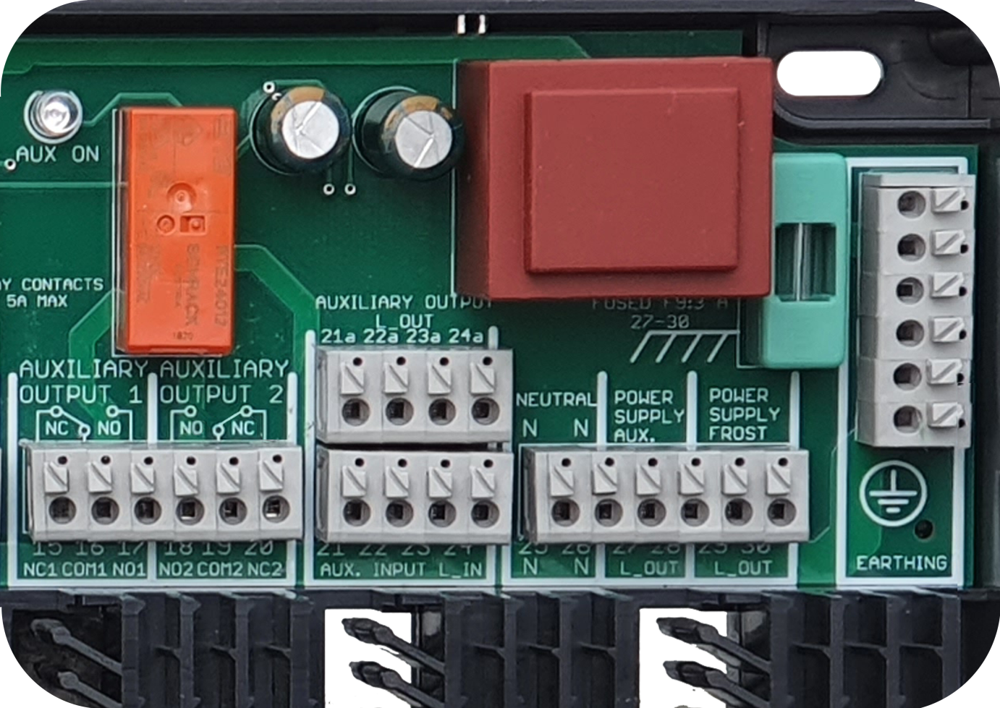 AUX ON
Y CONTACTS
5A MAX
SCHRACK
RTE24012
1820
AUXILIARY OUTPUT
L_OUT
21a 22a 23a 24a
FUSED F9:3 A
27-30
AUXILIARY
OUTPUT 1
AUXILIARY
OUTPUT 2
NC NO NO NC
NEUTRAL
N N
POWER
SUPPLY
AUX.
POWER
SUPPLY
FROST
15 16 17 18 19 20
NC1 COM1 NO1 NO2 COM2 NC2
21 22 23 24
AUX. INPUT L_IN
25 26 27 28 29 30
N N L_OUT L_OUT
EARTHING